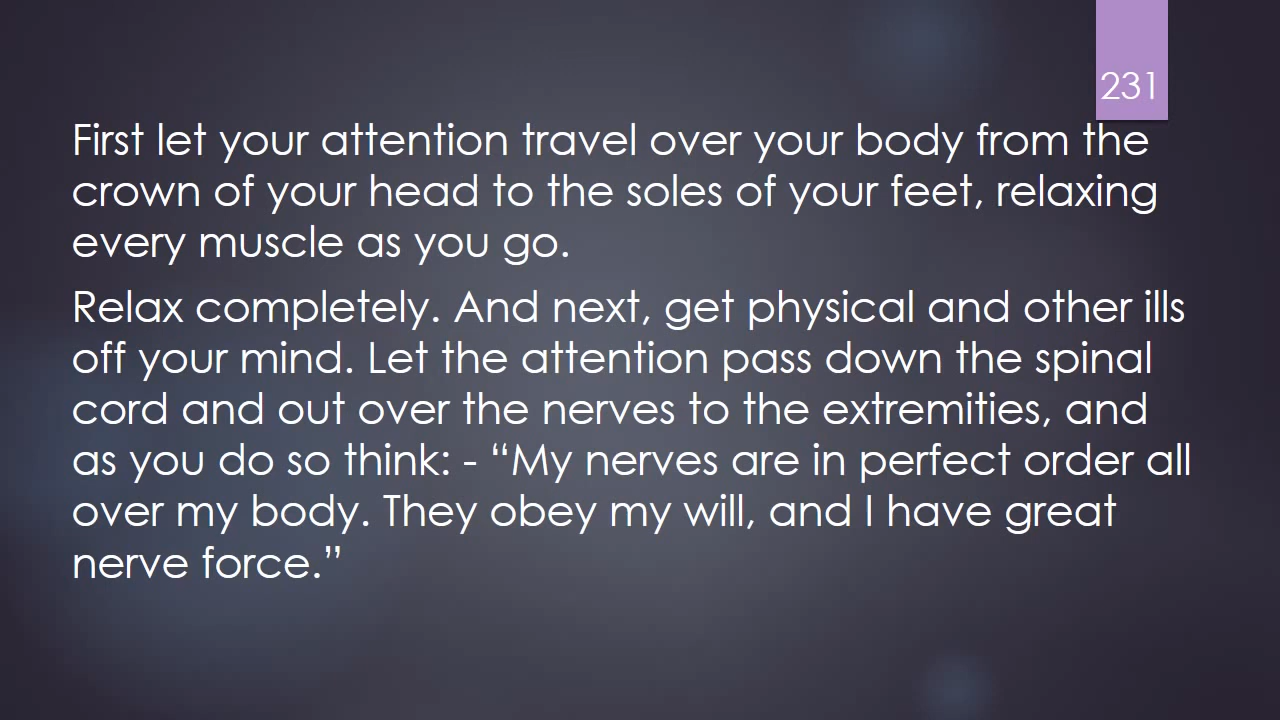 231
First let your attention travel over your body from the
crown of your head to the soles of your feet, relaxing
every muscle as you go.
Relax completely. And next, get physical and other ills
off your mind. Let the attention pass down the spinal
cord and out over the nerves to the extremities, and
as you do so think: - “My nerves are in perfect order all
over my body. They obey my will, and I have great
nerve force.”